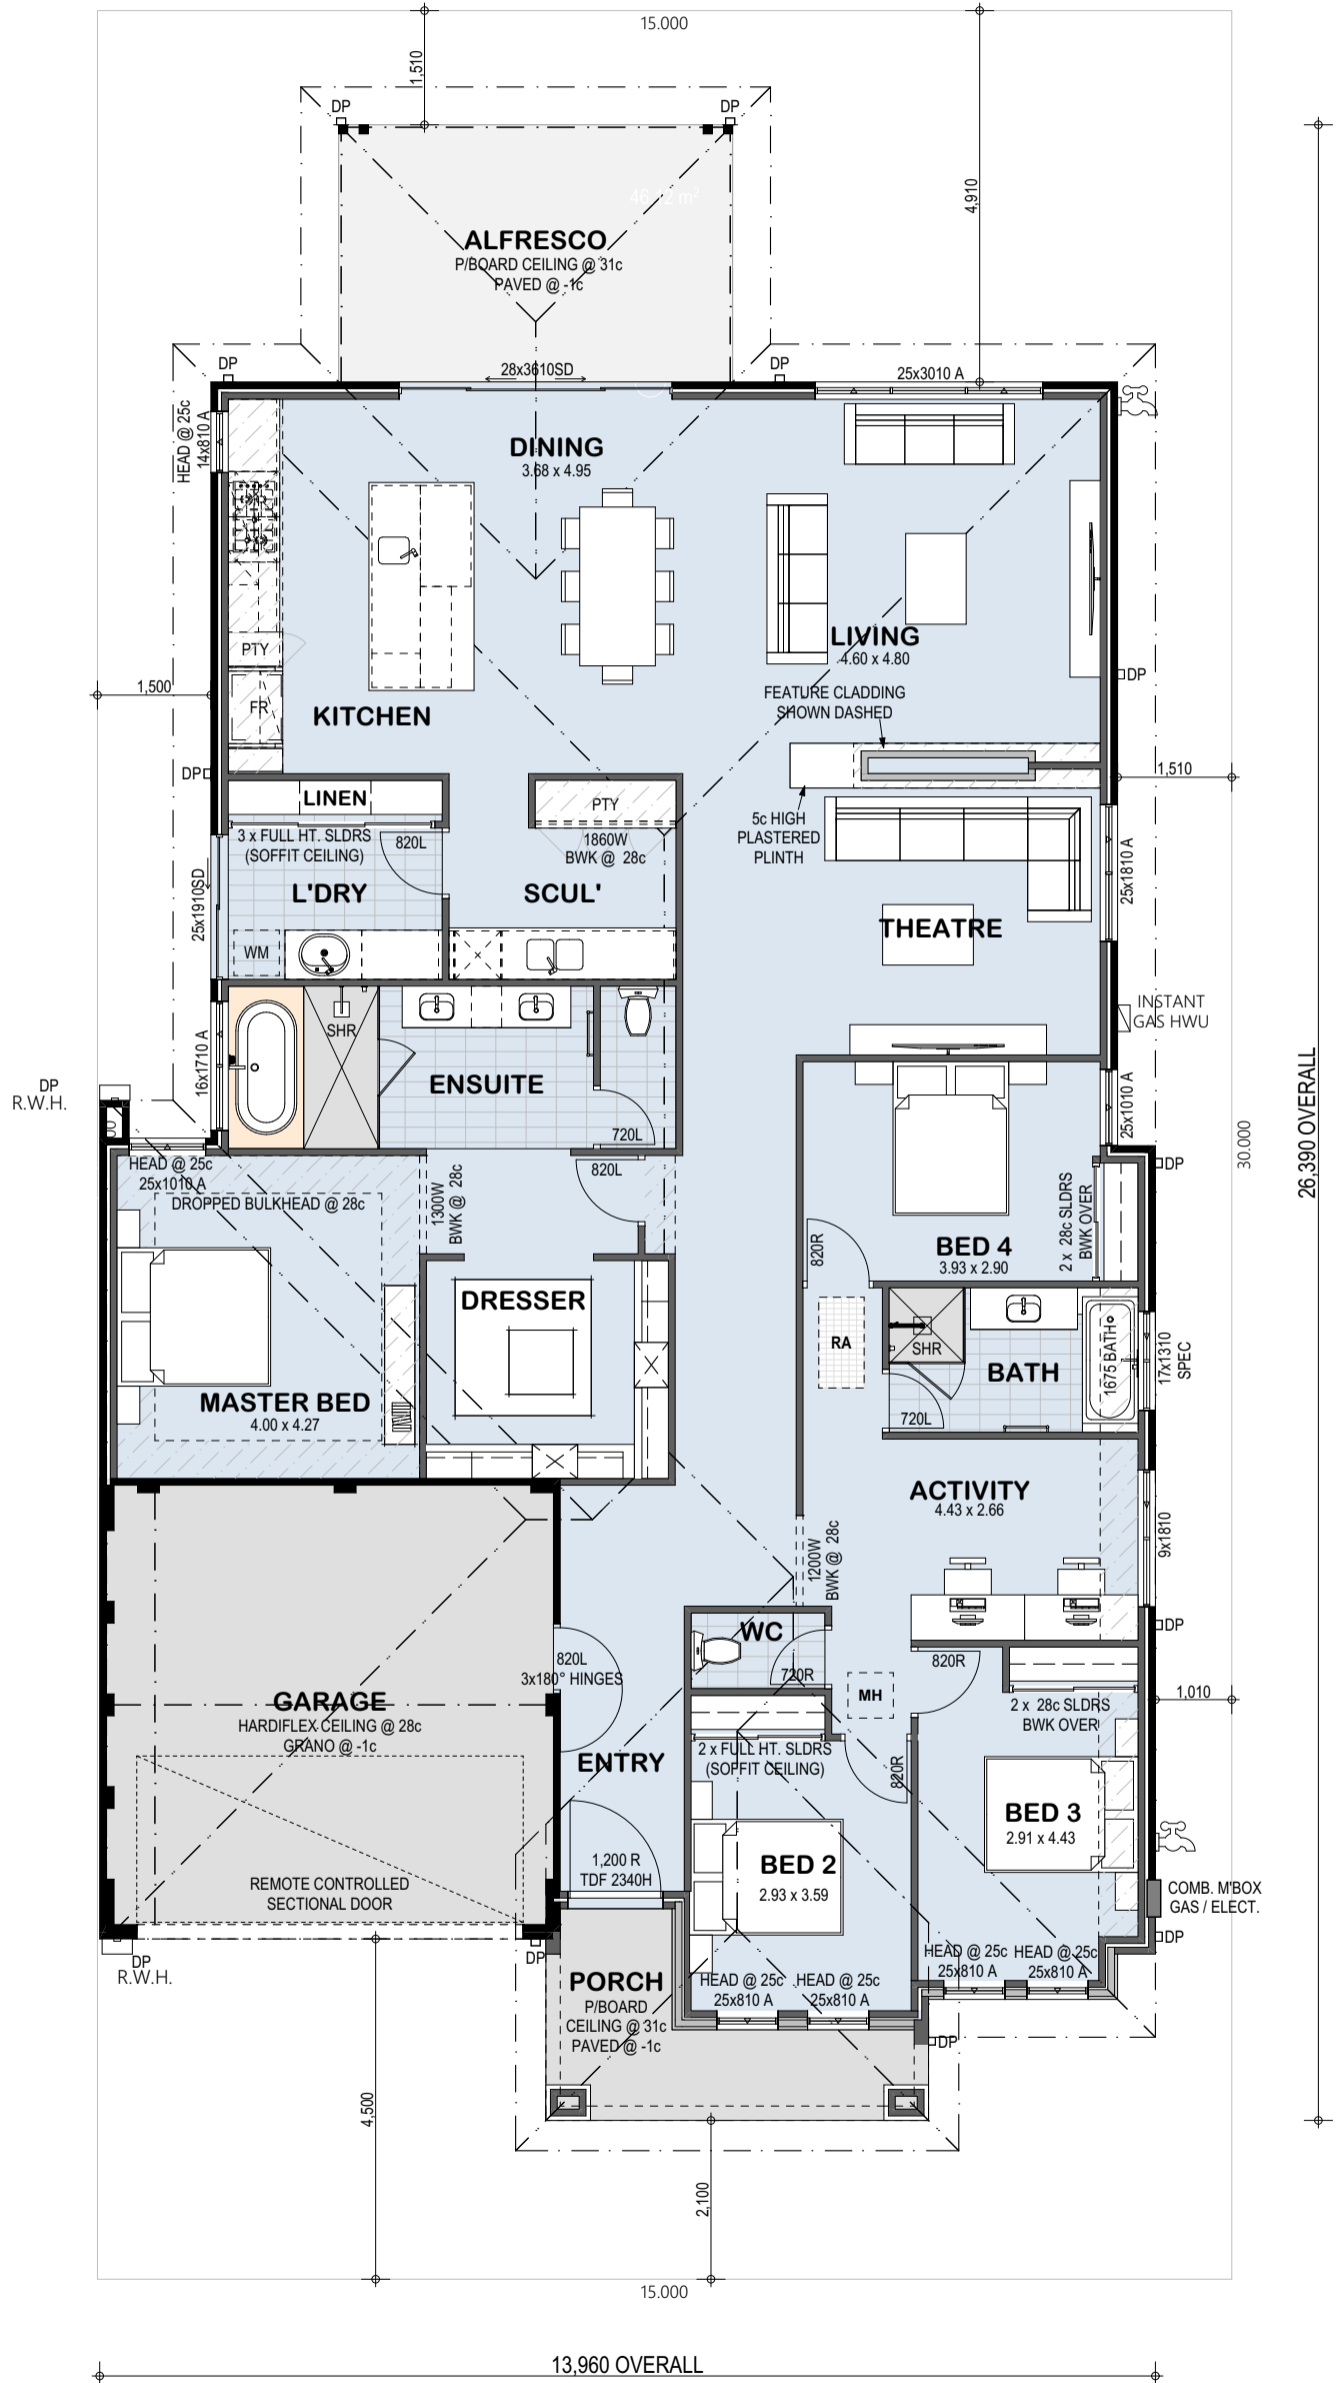 15.000
1,510
DP
DP
4,910
46.12 m²
ALFRESCO
P/BOARD CEILING @ 31c
PAVED @ -1c
DP
28x3610SD
DP
25x3010 A
HEAD @ 25c
14x810 A
DINING
3.68 x 4.95
LIVING
4.60 x 4.80
PTY
FR
KITCHEN
1,500
DP
FEATURE CLADDING
SHOWN DASHED
DP
1,510
LINEN
3 x FULL HT. SLDRS
(SOFFIT CEILING)
820L
PTY
1860W
BWK @ 28c
5c HIGH
PLASTERED
PLINTH
25x1810 A
25x1910SD
L'DRY
SCUL'
THEATRE
WM
INSTANT
GAS HWU
SHR
16x1710 A
ENSUITE
720L
820L
25x1010 A
DP
R.W.H.
30.000
26,390 OVERALL
HEAD @ 25c
25x1010 A
DROPPED BULKHEAD @ 28c
1300W
BWK @ 28c
DP
2 x 28c SLDRS
BWK OVER
820R
BED 4
3.93 x 2.90
DRESSER
RA
SHR
BATH
1675 BATH
17x1310
SPEC
720L
MASTER BED
4.00 x 4.27
ACTIVITY
4.43 x 2.66
9x1810
1200W
BWK @ 28c
WC
720R
820R
DP
820L
3x180° HINGES
MH
2 x 28c SLDRS
BWK OVER
1,010
GARAGE
HARDIFLEX CEILING @ 28c
GRANO @ -1c
ENTRY
2 x FULL HT. SLDRS
(SOFFIT CEILING)
820R
BED 3
2.91 x 4.43
BED 2
2.93 x 3.59
1,200 R
TDF 2340H
REMOTE CONTROLLED
SECTIONAL DOOR
COMB. M'BOX
GAS / ELECT.
DP
R.W.H.
DP
DP
HEAD @ 25c
25x810 A
HEAD @ 25c
25x810 A
PORCH
P/BOARD
CEILING @ 31c
PAVED @ -1c
HEAD @ 25c
25x810 A
HEAD @ 25c
25x810 A
DP
4,500
2,100
15.000
13,960 OVERALL